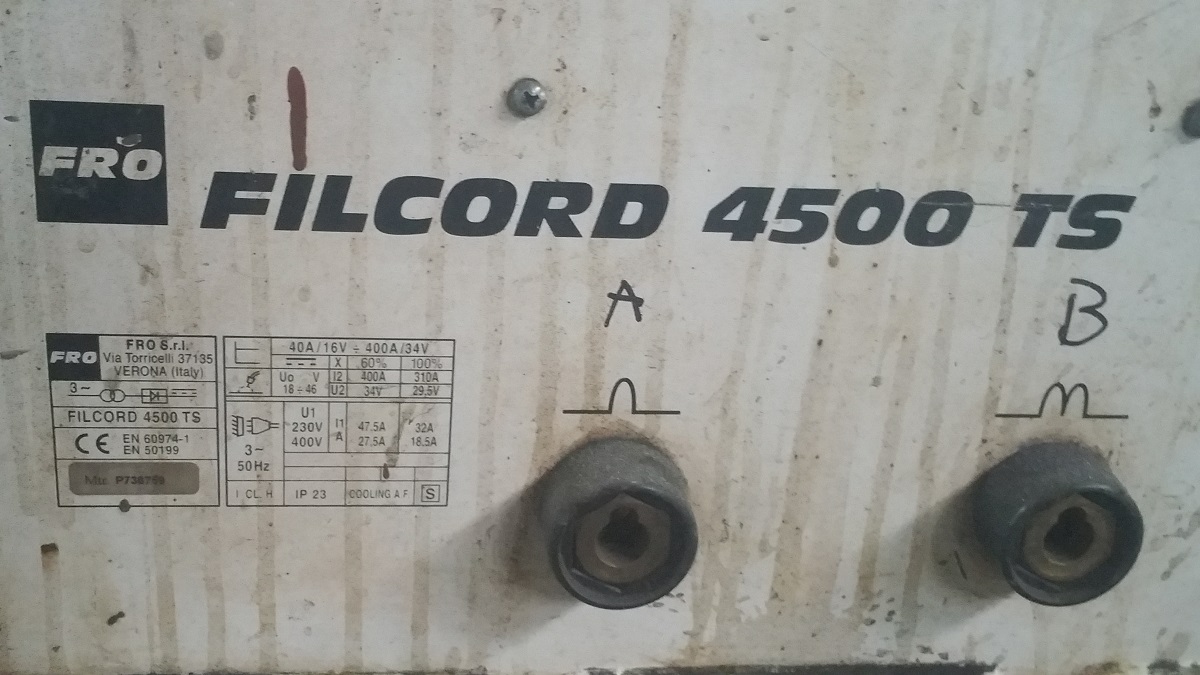 FRO
FILCORD 4500 TS
A
B
FRO
FRO S.r.l.
Via Torricelli 37135
VERONA (Italy)
3~
FILCORD 4500 TS
CE EN 60974-1
EN 50199
P738759
40A/16V ÷ 400A/34V
X 60% 100%
Uo V I2 400A 310A
18÷46 U2 34V 29,5V
U1 I1
230V A 47.5A 32A
400V 27.5A 18.5A
3~
50Hz
I CL. H IP 23 COOLING A F S